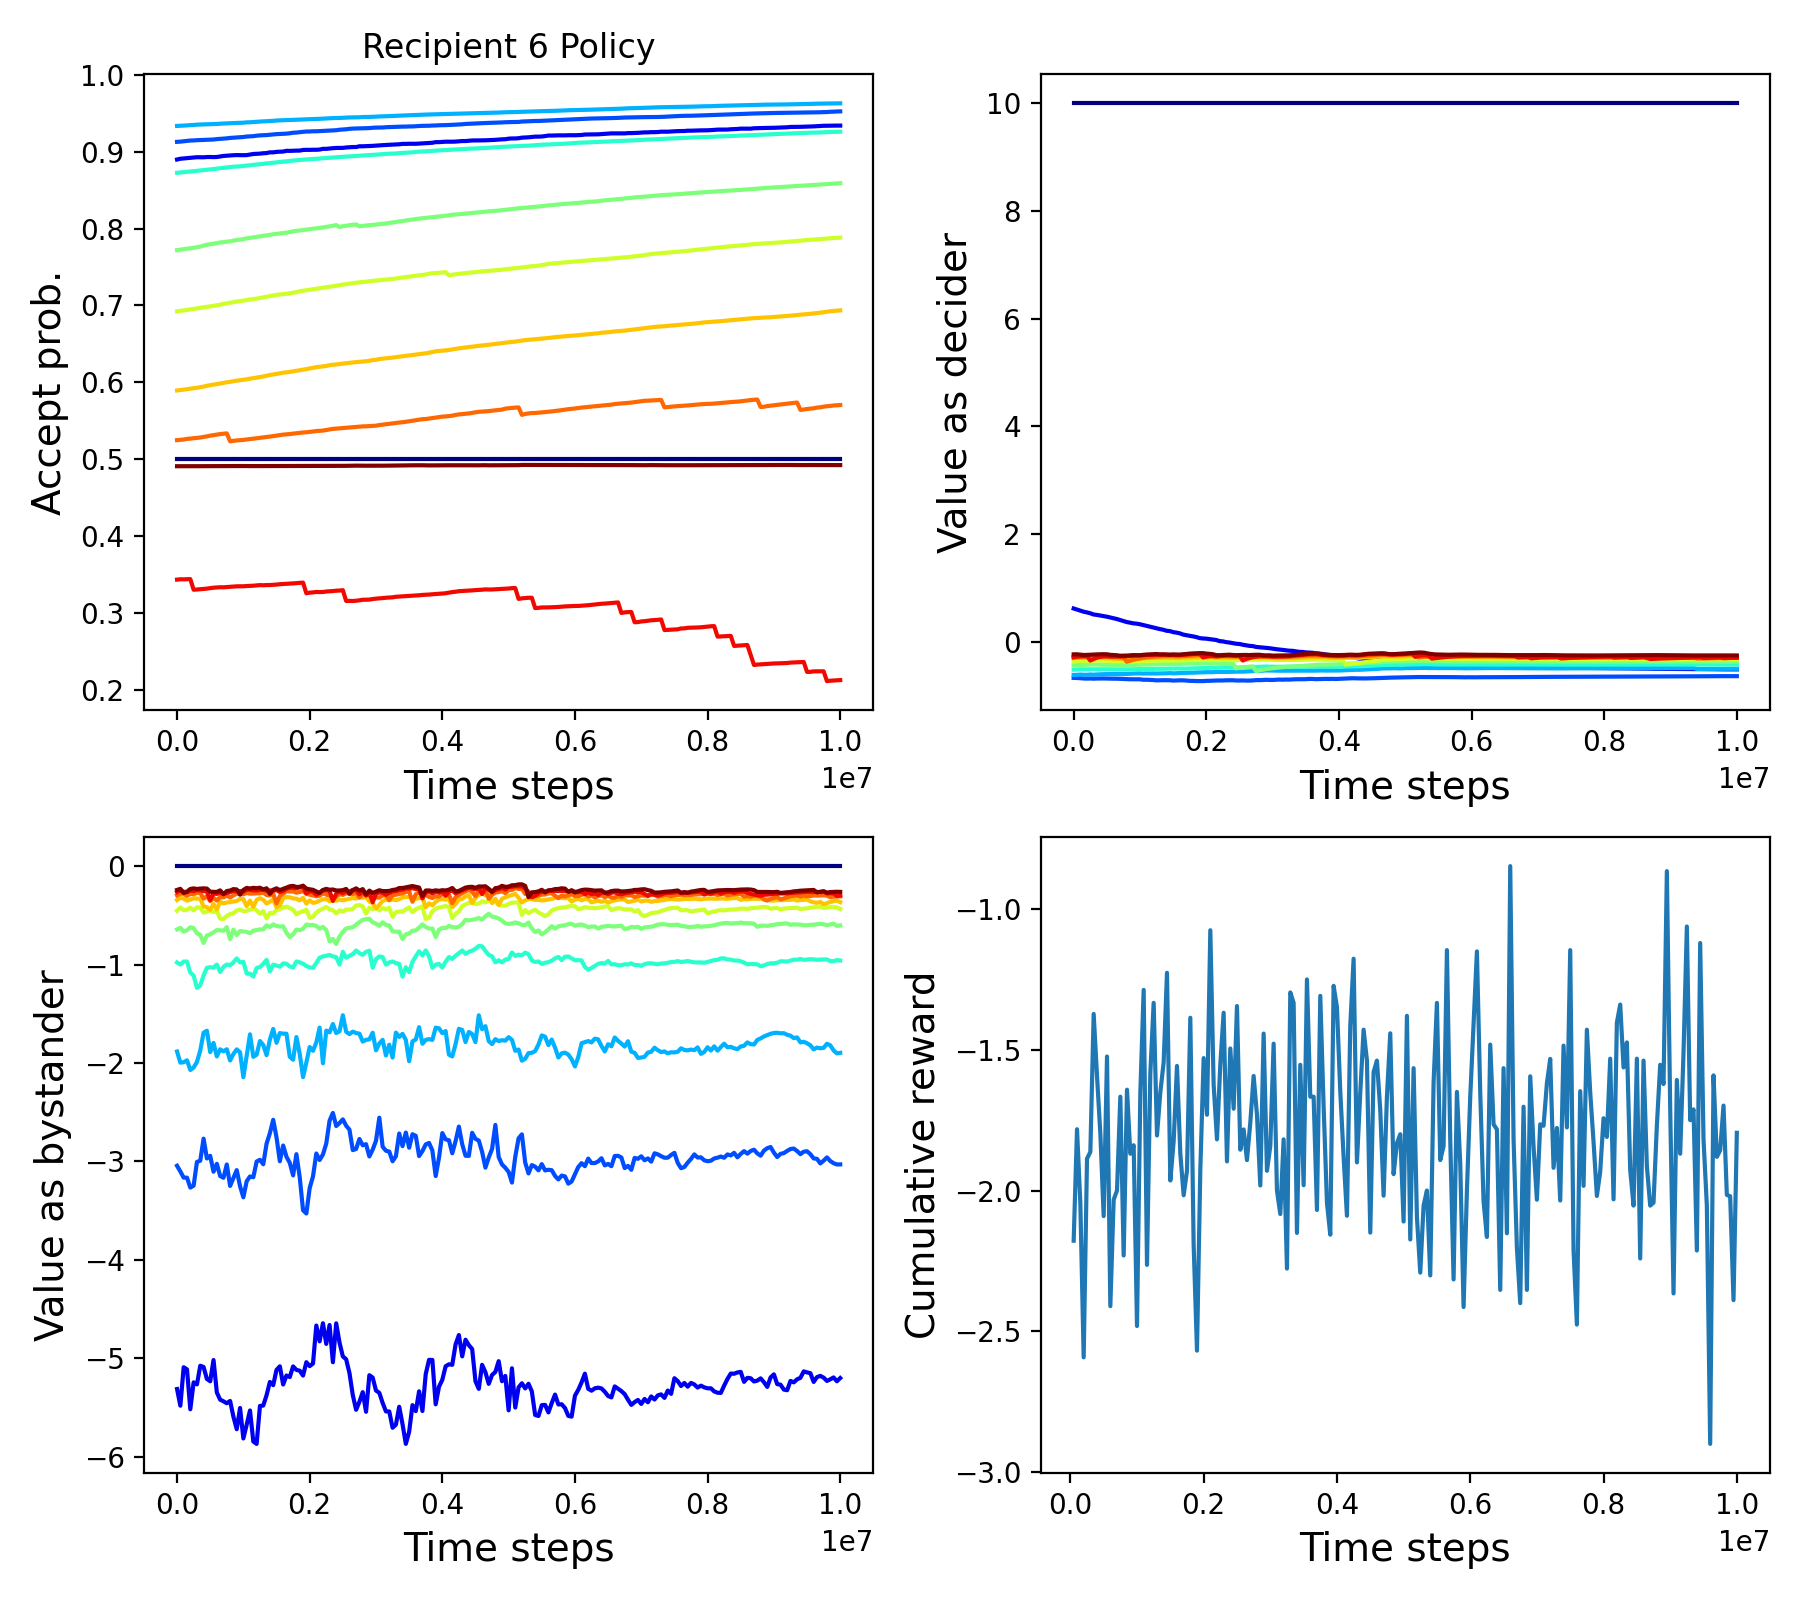 Recipient 6 Policy
Accept prob.
1.0
0.9
0.8
0.7
0.6
0.5
0.4
0.3
0.2
0.0 0.2 0.4 0.6 0.8 1.0
1e7
Time steps
Value as decider
10
8
6
4
2
0
0.0 0.2 0.4 0.6 0.8 1.0
1e7
Time steps
Value as bystander
0
−1
−2
−3
−4
−5
−6
0.0 0.2 0.4 0.6 0.8 1.0
1e7
Time steps
Cumulative reward
−1.0
−1.5
−2.0
−2.5
−3.0
0.0 0.2 0.4 0.6 0.8 1.0
1e7
Time steps